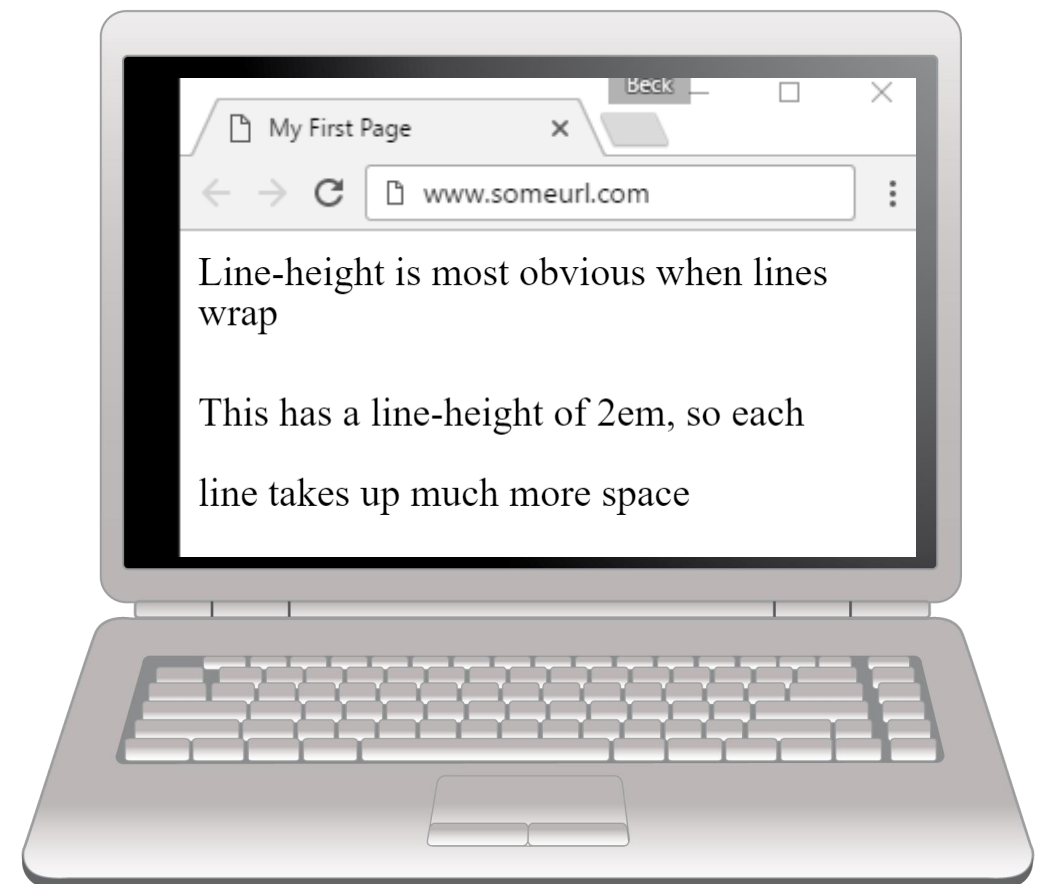 Beck
My First Page
www.someurl.com
Line-height is most obvious when lines
wrap
This has a line-height of 2em, so each
line takes up much more space